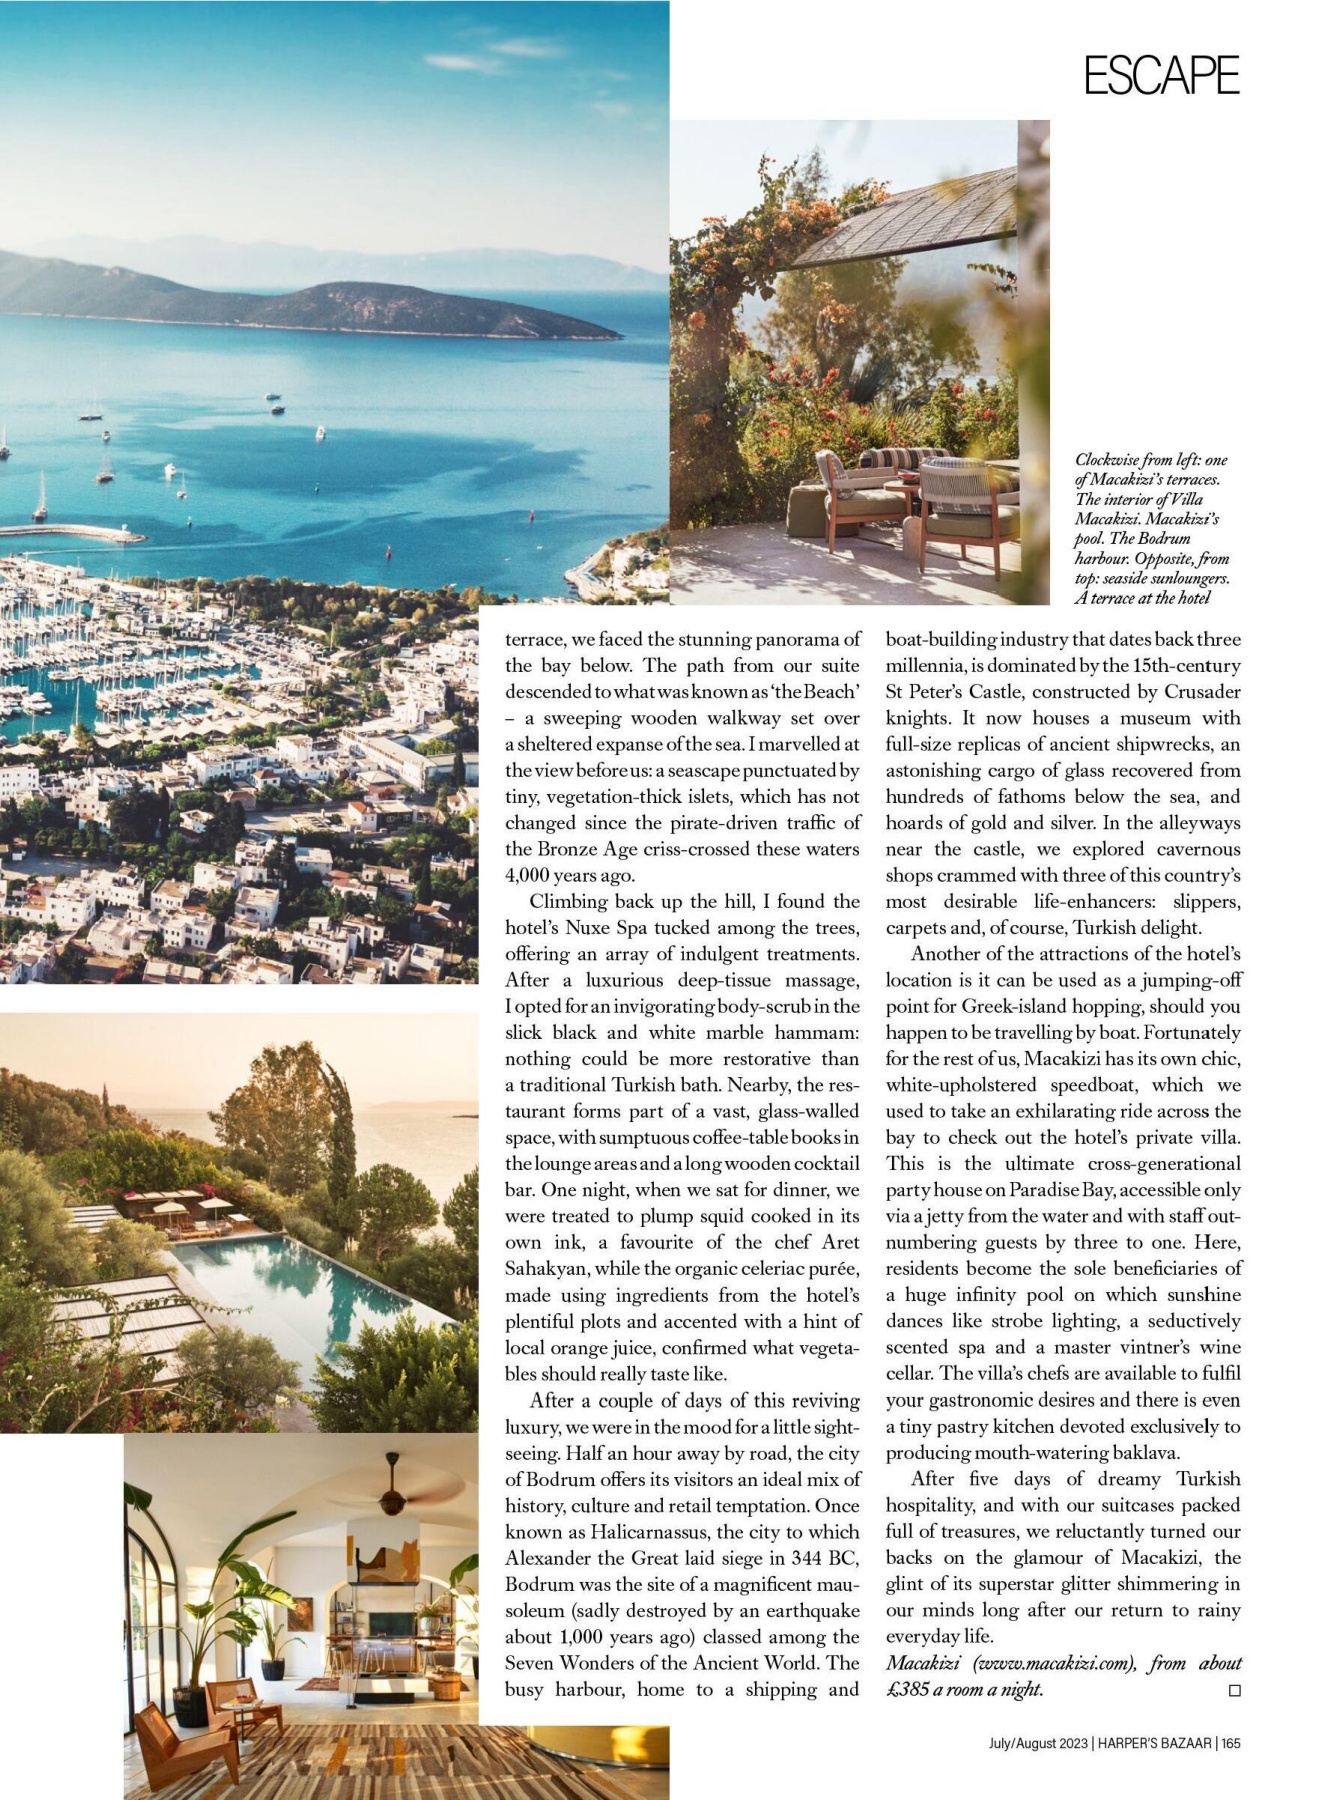 ESCAPE
Clockwise from left: one
of Macakizi's terraces.
The interior of Villa
Macakizi. Macakizi's
pool. The Bodrum
harbour. Opposite, from
top: seaside sunloungers.
A terrace at the hotel
terrace, we faced the stunning panorama of
the bay below. The path from our suite
descended to what was known as ‘the Beach’
– a sweeping wooden walkway set over
a sheltered expanse of the sea. I marvelled at
the view before us: a seascape punctuated by
tiny, vegetation-thick islets, which has not
changed since the pirate-driven traffic of
the Bronze Age criss-crossed these waters
4,000 years ago.
Climbing back up the hill, I found the
hotel’s Nuxe Spa tucked among the trees,
offering an array of indulgent treatments.
After a luxurious deep-tissue massage,
I opted for an invigorating body-scrub in the
slick black and white marble hammam:
nothing could be more restorative than
a traditional Turkish bath. Nearby, the res-
taurant forms part of a vast, glass-walled
space, with sumptuous coffee-table books in
the lounge areas and a long wooden cocktail
bar. One night, when we sat for dinner, we
were treated to plump squid cooked in its
own ink, a favourite of the chef Aret
Sahakyan, while the organic celeriac purée,
made using ingredients from the hotel’s
plentiful plots and accented with a hint of
local orange juice, confirmed what vegeta-
bles should really taste like.
After a couple of days of this reviving
luxury, we were in the mood for a little sight-
seeing. Half an hour away by road, the city
of Bodrum offers its visitors an ideal mix of
history, culture and retail temptation. Once
known as Halicarnassus, the city to which
Alexander the Great laid siege in 344 BC,
Bodrum was the site of a magnificent mau-
soleum (sadly destroyed by an earthquake
about 1,000 years ago) classed among the
Seven Wonders of the Ancient World. The
busy harbour, home to a shipping and
boat-building industry that dates back three
millennia, is dominated by the 15th-century
St Peter’s Castle, constructed by Crusader
knights. It now houses a museum with
full-size replicas of ancient shipwrecks, an
astonishing cargo of glass recovered from
hundreds of fathoms below the sea, and
hoards of gold and silver. In the alleyways
near the castle, we explored cavernous
shops crammed with three of this country’s
most desirable life-enhancers: slippers,
carpets and, of course, Turkish delight.
Another of the attractions of the hotel’s
location is it can be used as a jumping-off
point for Greek-island hopping, should you
happen to be travelling by boat. Fortunately
for the rest of us, Macakizi has its own chic,
white-upholstered speedboat, which we
used to take an exhilarating ride across the
bay to check out the hotel’s private villa.
This is the ultimate cross-generational
party house on Paradise Bay, accessible only
via a jetty from the water and with staff out-
numbering guests by three to one. Here,
residents become the sole beneficiaries of
a huge infinity pool on which sunshine
dances like strobe lighting, a seductively
scented spa and a master vintner’s wine
cellar. The villa’s chefs are available to fulfil
your gastronomic desires and there is even
a tiny pastry kitchen devoted exclusively to
producing mouth-watering baklava.
After five days of dreamy Turkish
hospitality, and with our suitcases packed
full of treasures, we reluctantly turned our
backs on the glamour of Macakizi, the
glint of its superstar glitter shimmering in
our minds long after our return to rainy
everyday life.
Macakizi (www.macakizi.com), from about
£385 a room a night. □
July/August 2023 | HARPER'S BAZAAR | 165